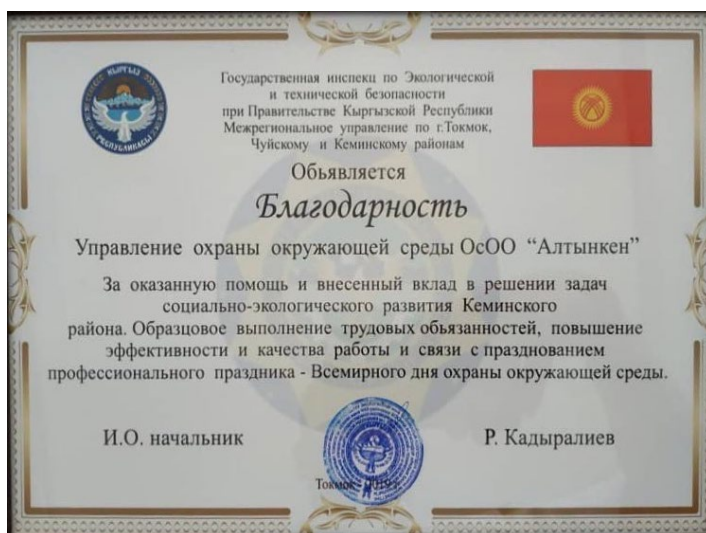 КЫРГЫЗ
РЕСПУБЛИКАСЫ
Государственная инспекц по Экологической
и технической безопасности
при Правительстве Кыргызской Республики
Межрегиональное управление по г.Токмок,
Чуйскому и Кеминскому районам
Обьявляется
Благодарность
Управление охраны окружающей среды ОсОО “Алтынкен”
За оказанную помощь и внесенный вклад в решении задач
социально-экологического развития Кеминского
района. Образцовое выполнение трудовых обьязанностей, повышение
эффективности и качества работы и связи с празднованием
профессионального праздника - Всемирного дня охраны окружающей среды.
И.О. начальник
Р. Кадыралиев
Токмок - 2019 г.